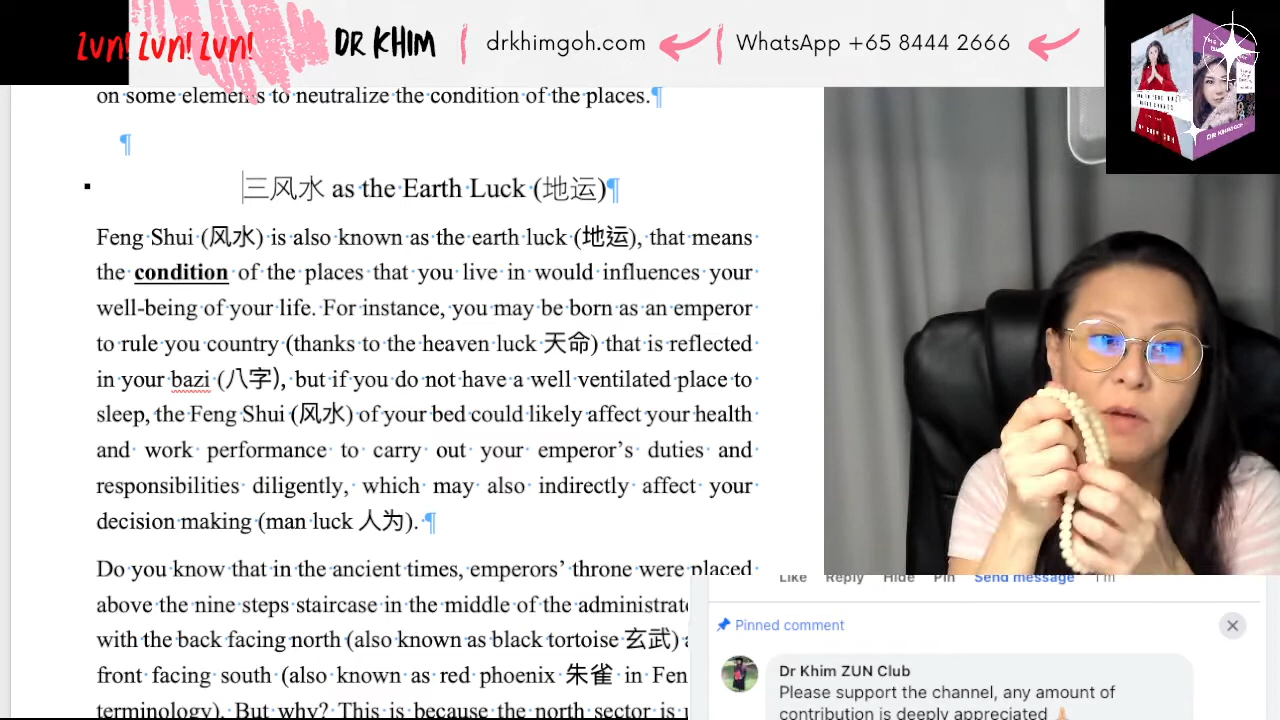 Zun! Zun! Zun!
DR KHIM
drkhimgoh.com
WhatsApp +65 8444 2666
on some elements to neutralize the condition of the places.¶
¶
三风水 as the Earth Luck (地运)¶
Feng Shui (风水) is also known as the earth luck (地运), that means
the condition of the places that you live in would influences your
well-being of your life. For instance, you may be born as an emperor
to rule you country (thanks to the heaven luck 天命) that is reflected
in your bazi (八字), but if you do not have a well ventilated place to
sleep, the Feng Shui (风水) of your bed could likely affect your health
and work performance to carry out your emperor’s duties and
responsibilities diligently, which may also indirectly affect your
decision making (man luck 人为). ¶
Do you know that in the ancient times, emperors’ throne were placed
above the nine steps staircase in the middle of the administrat
with the back facing north (also known as black tortoise 玄武)
front facing south (also known as red phoenix 朱雀 in Fen
terminology). But why? This is because the north sector is
Like Reply Hide Pin Send message 1m
Pinned comment
Dr Khim ZUN Club
Please support the channel, any amount of
contribution is deeply appreciated 🙏
DR KHIM GOH